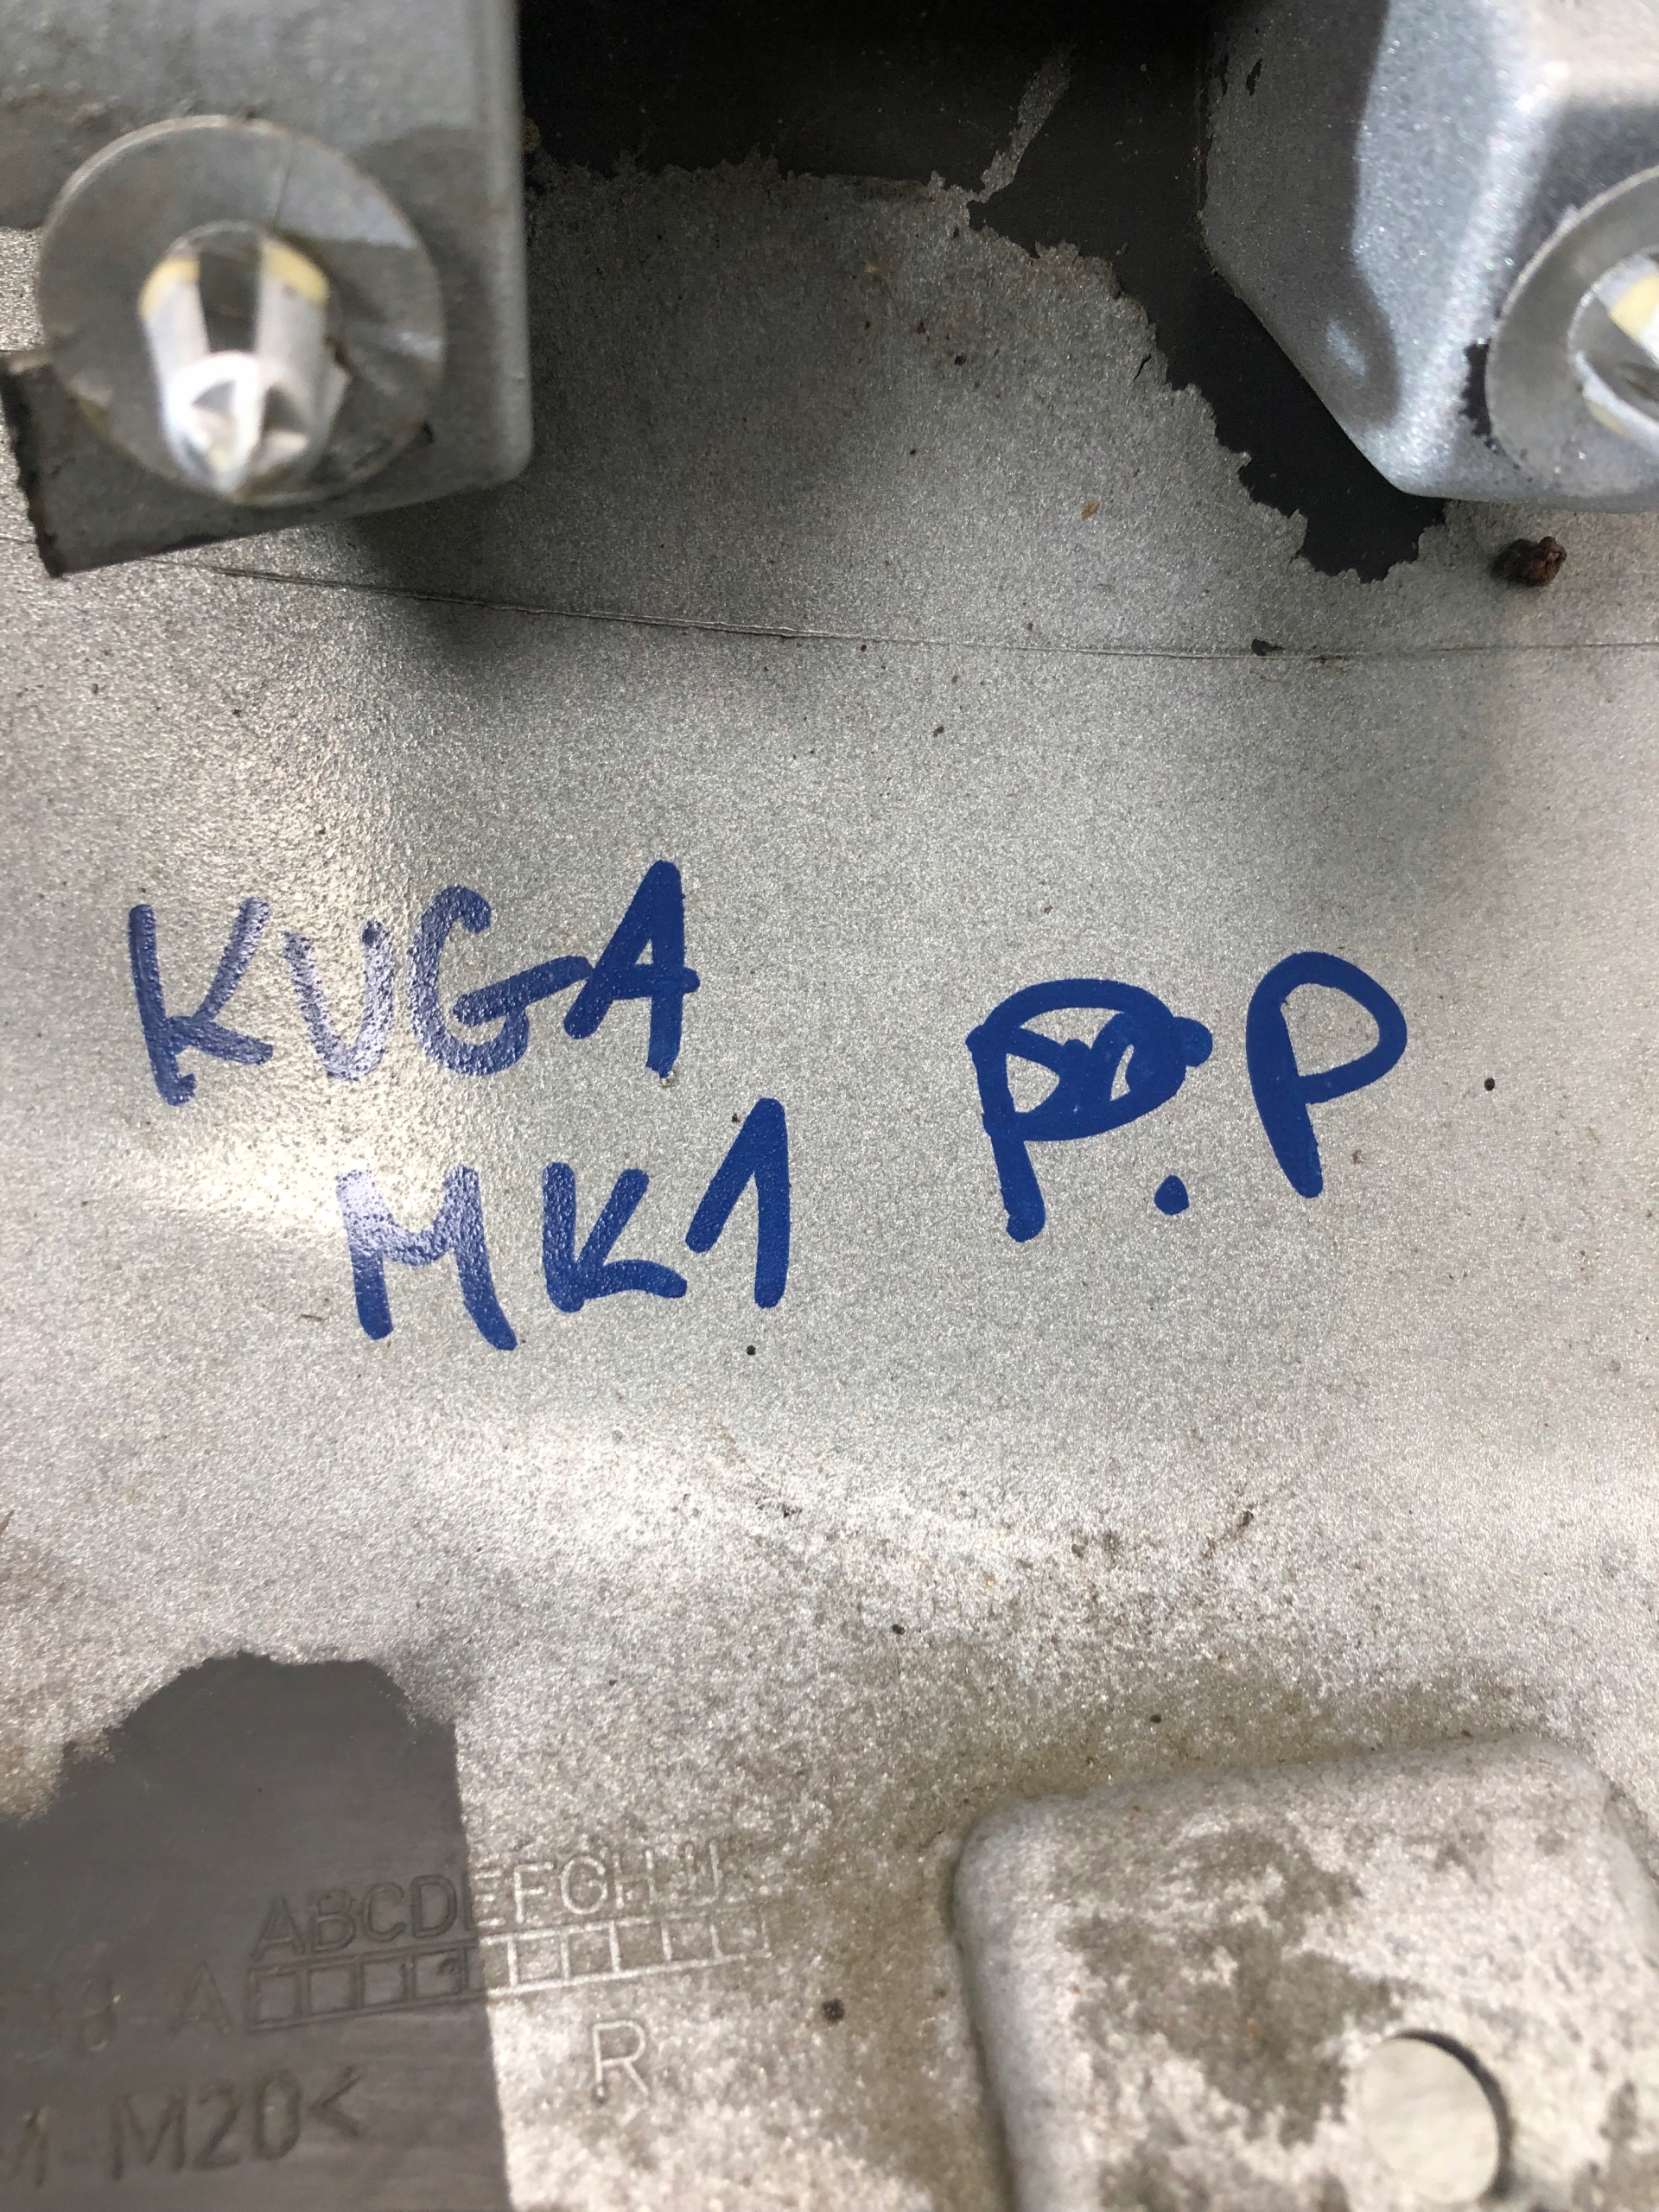 KUGA P.P
MK1
ABCDEFGHIJ
A
R
M20<